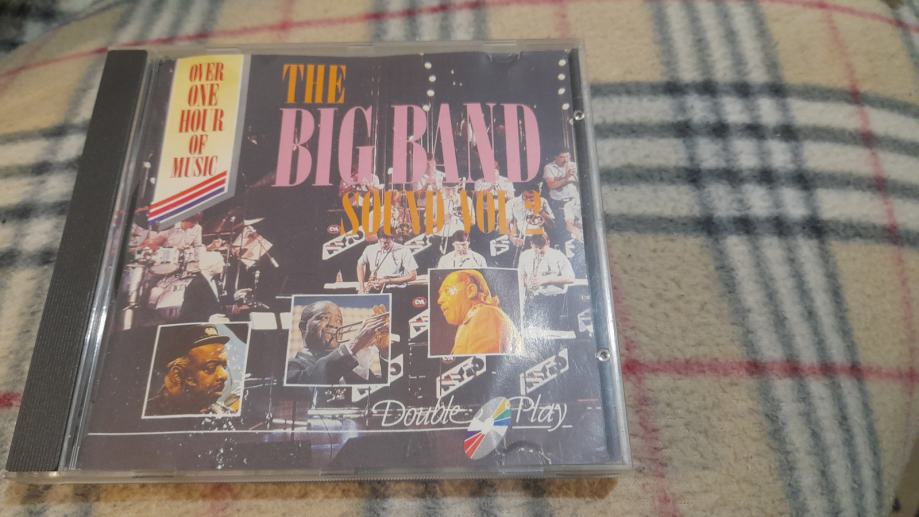 OVER
ONE
HOUR
OF
MUSIC
THE
BIG BAND
SOUND VOL 2
Double Play